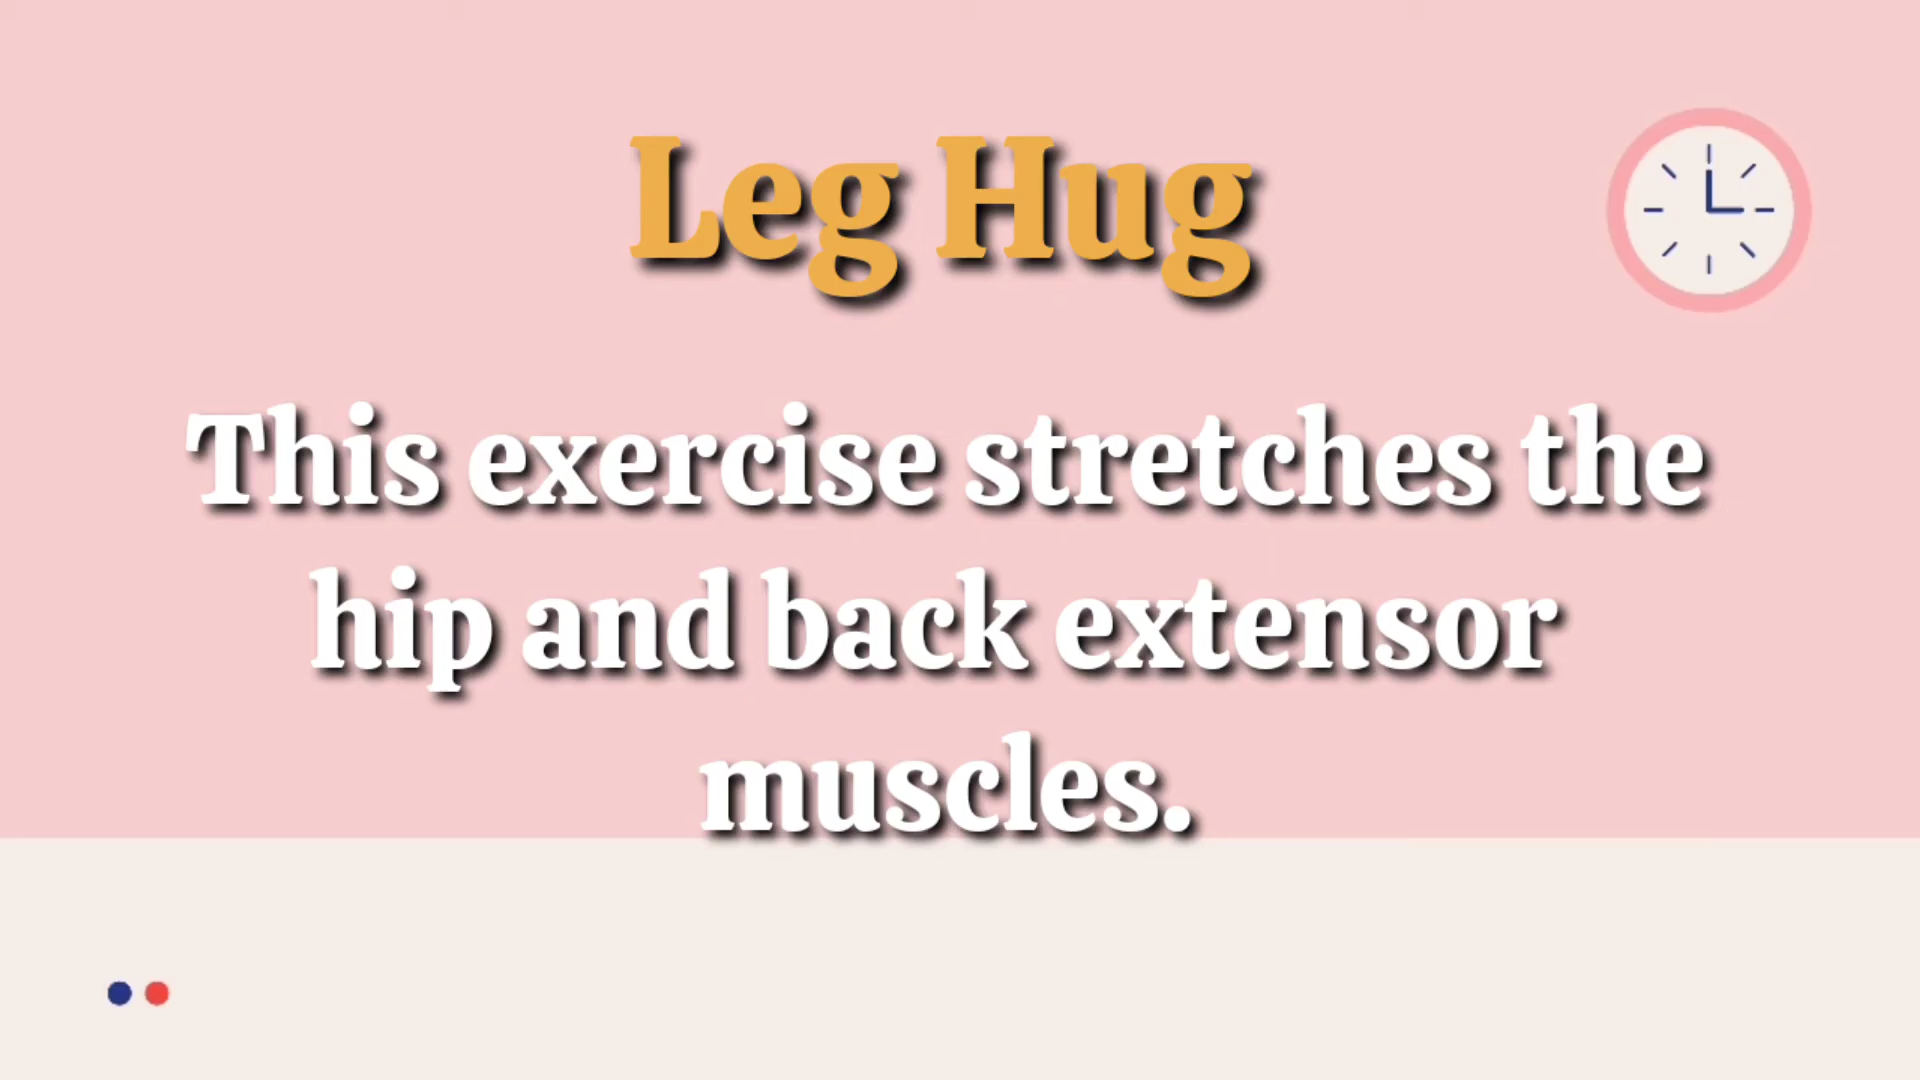 Leg Hug
This exercise stretches the
hip and back extensor
muscles.